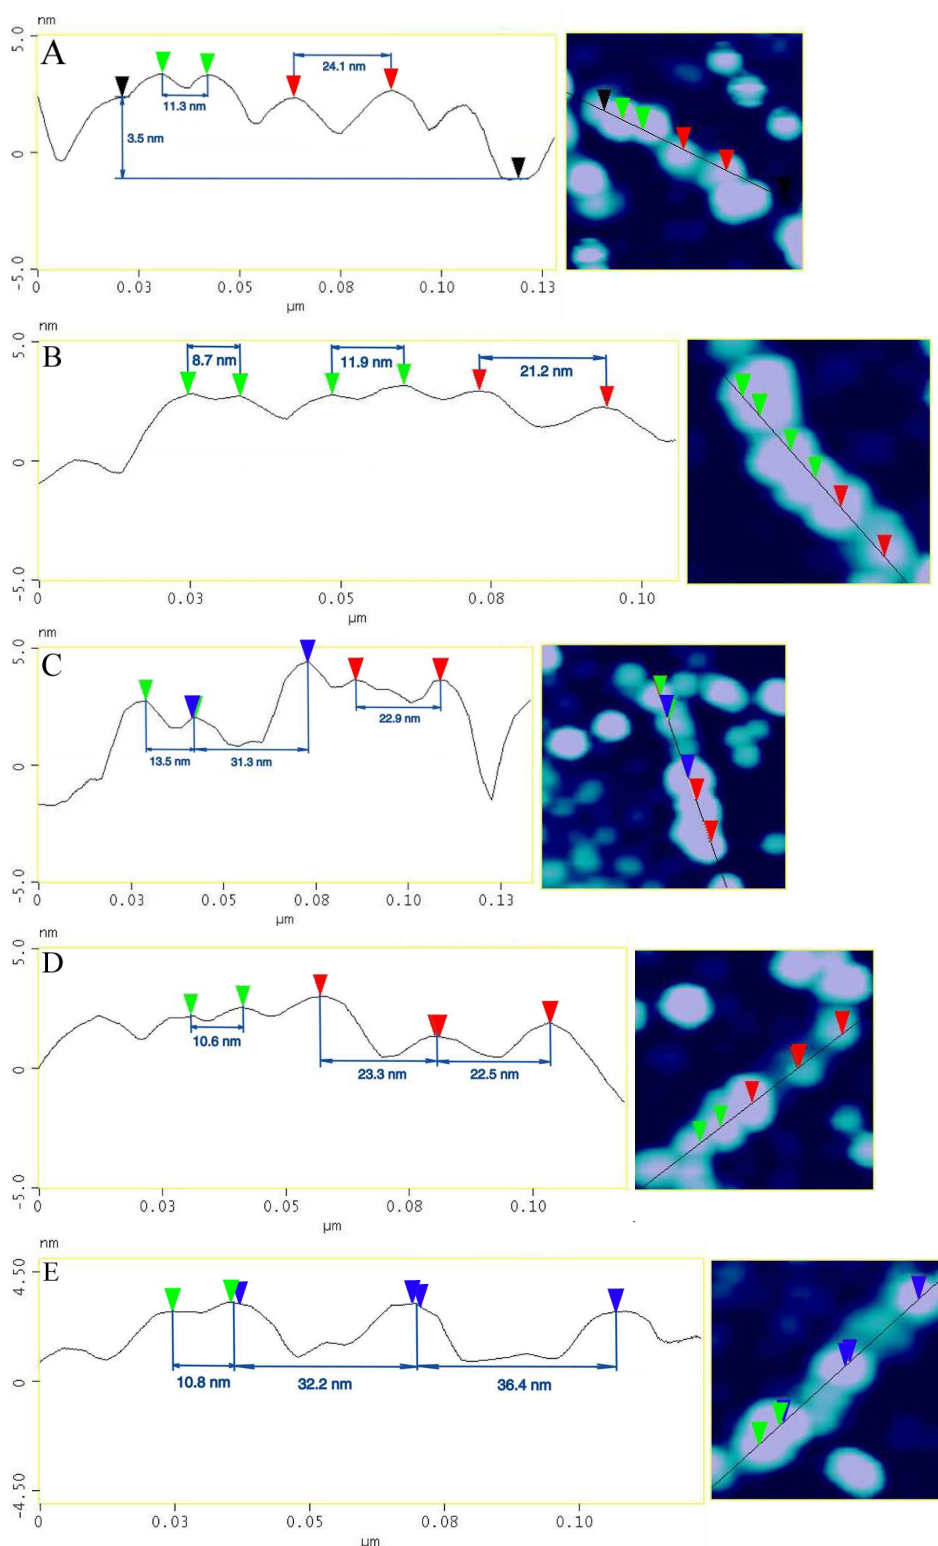 nm
5.0
A
24.1 nm
11.3 nm
3.5 nm
0
-5.0
0 0.03 0.05 0.08 0.10 0.13
µm
nm
5.0
B
8.7 nm 11.9 nm 21.2 nm
0
-5.0
0 0.03 0.05 0.08 0.10
µm
nm
5.0
C
22.9 nm
13.5 nm 31.3 nm
0
-5.0
0 0.03 0.05 0.08 0.10 0.13
µm
nm
5.0
D
10.6 nm
23.3 nm 22.5 nm
0
-5.0
0 0.03 0.05 0.08 0.10
µm
nm
4.50
E
10.8 nm 32.2 nm 36.4 nm
0
-4.50
0 0.03 0.05 0.08 0.10
µm